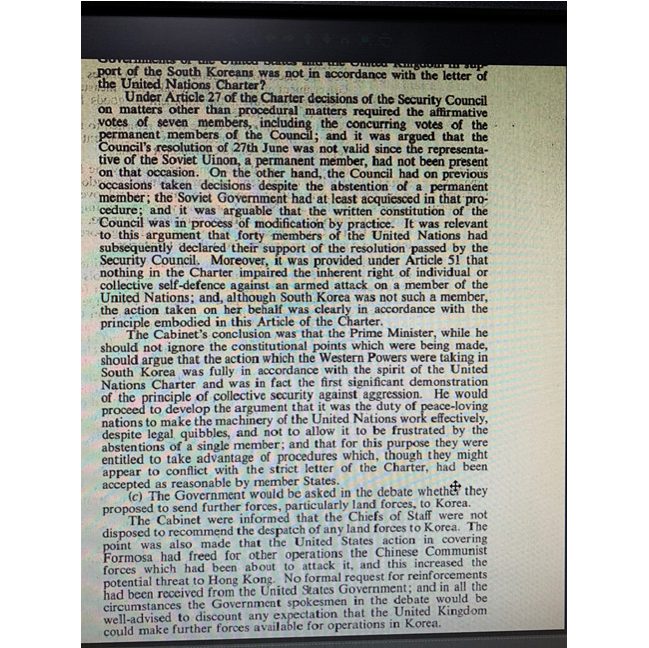 Governments of the United States and the United Kingdom in sup-
port of the South Koreans was not in accordance with the letter of
the United Nations Charter?
Under Article 27 of the Charter decisions of the Security Council
on matters other than procedural matters required the affirmative
votes of seven members, including the concurring votes of the
permanent members of the Council; and it was argued that the
Council's resolution of 27th June was not valid since the representa-
tive of the Soviet Uinon, a permanent member, had not been present
on that occasion. On the other hand, the Council had on previous
occasions taken decisions despite the abstention of a permanent
member; the Soviet Government had at least acquiesced in that pro-
cedure; and it was arguable that the written constitution of the
Council was in process of modification by practice. It was relevant
to this argument that forty members of the United Nations had
subsequently declared their support of the resolution passed by the
Security Council. Moreover, it was provided under Article 51 that
nothing in the Charter impaired the inherent right of individual or
collective self-defence against an armed attack on a member of the
United Nations; and, although South Korea was not such a member,
the action taken on her behalf was clearly in accordance with the
principle embodied in this Article of the Charter.
The Cabinet's conclusion was that the Prime Minister, while he
should not ignore the constitutional points which were being made,
should argue that the action which the Western Powers were taking in
South Korea was fully in accordance with the spirit of the United
Nations Charter and was in fact the first significant demonstration
of the principle of collective security against aggression. He would
proceed to develop the argument that it was the duty of peace-loving
nations to make the machinery of the United Nations work effectively,
despite legal quibbles, and not to allow it to be frustrated by the
abstentions of a single member; and that for this purpose they were
entitled to take advantage of procedures which, though they might
appear to conflict with the strict letter of the Charter, had been
accepted as reasonable by member States.
(c) The Government would be asked in the debate whether they
proposed to send further forces, particularly land forces, to Korea.
The Cabinet were informed that the Chiefs of Staff were not
disposed to recommend the despatch of any land forces to Korea. The
point was also made that the United States action in covering
Formosa had freed for other operations the Chinese Communist
forces which had been about to attack it, and this increased the
potential threat to Hong Kong. No formal request for reinforcements
had been received from the United States Government; and in all the
circumstances the Government spokesmen in the debate would be
well-advised to discount any expectation that the United Kingdom
could make further forces available for operations in Korea.